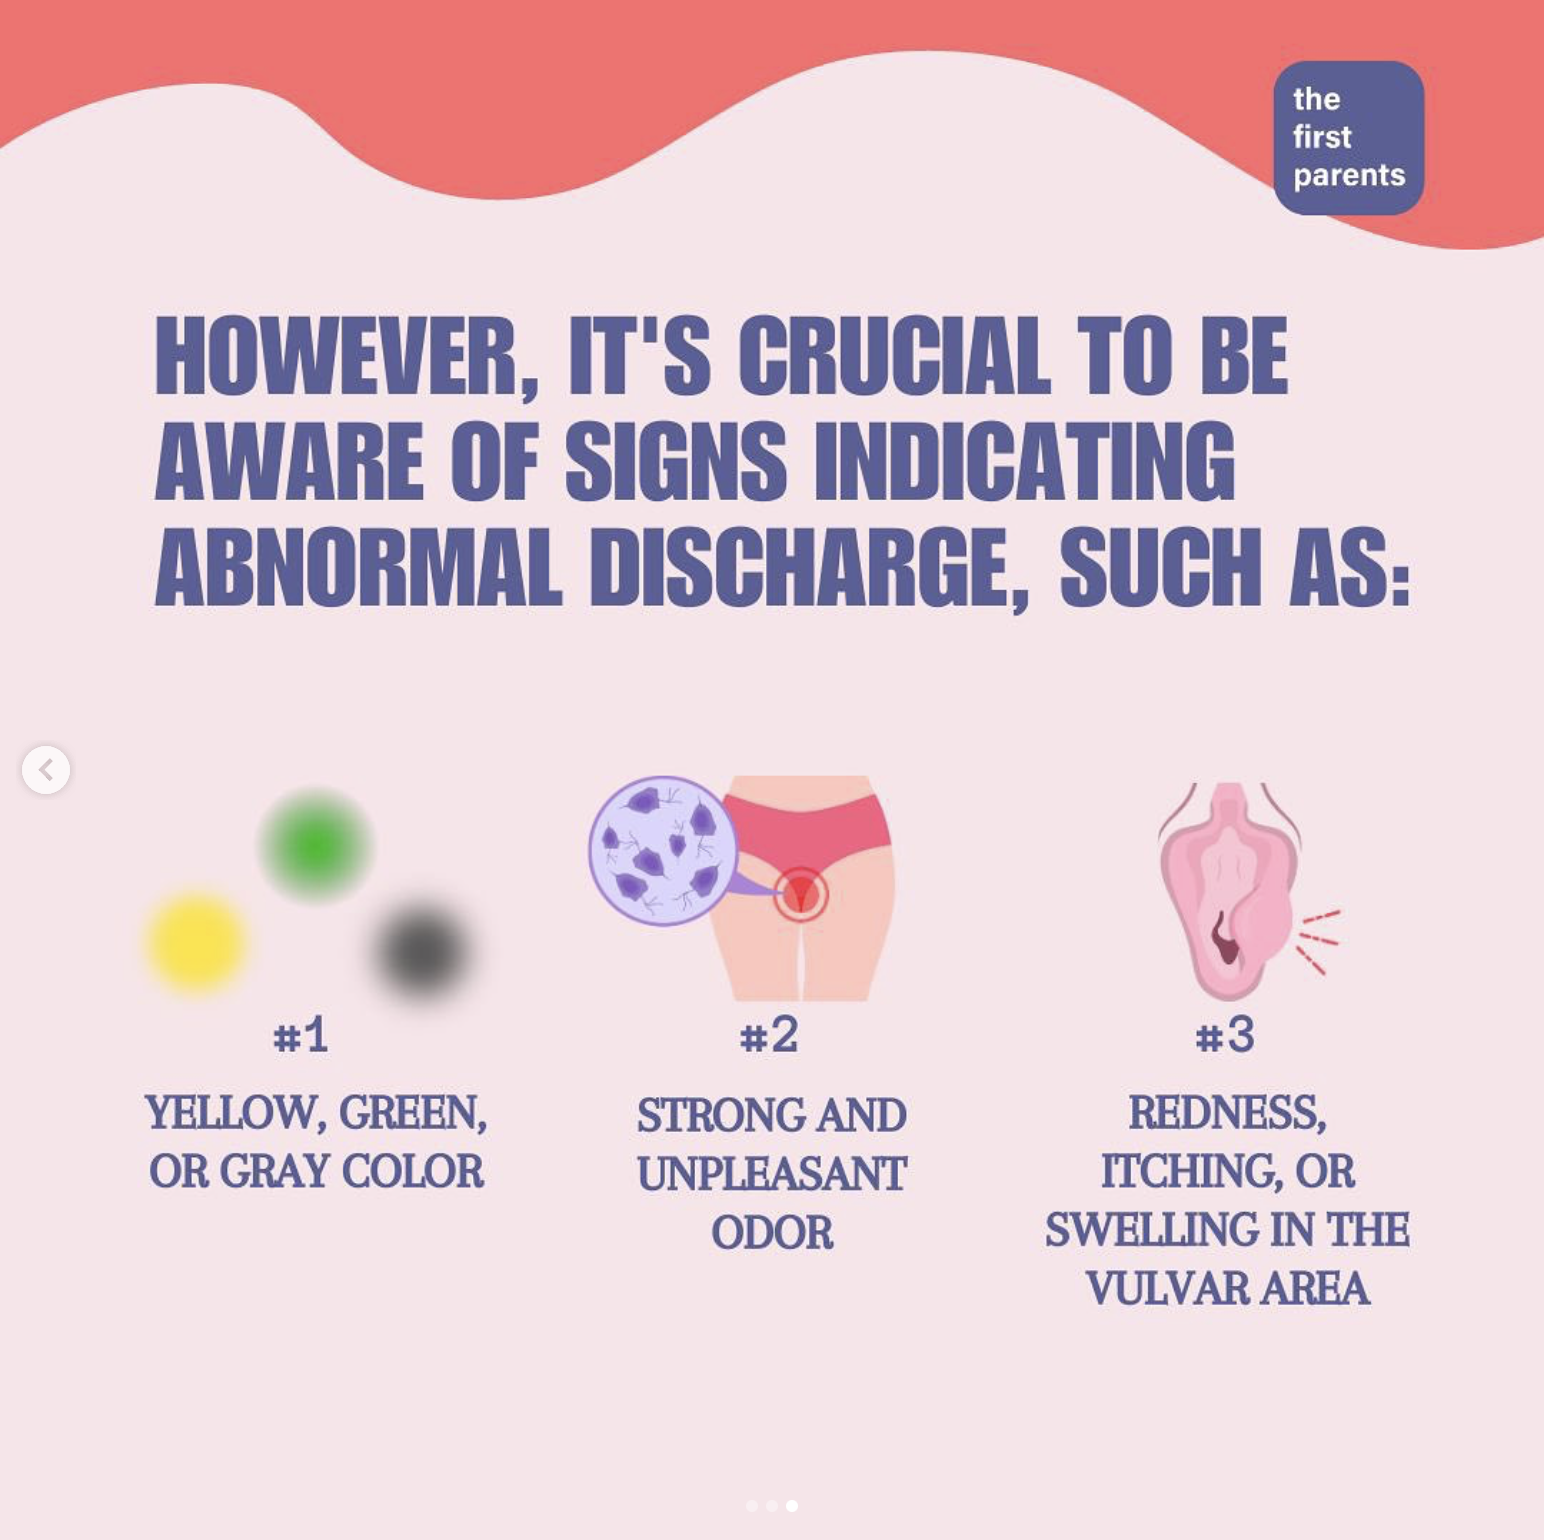 the
first
parents
HOWEVER, IT'S CRUCIAL TO BE
AWARE OF SIGNS INDICATING
ABNORMAL DISCHARGE, SUCH AS:
#1
YELLOW, GREEN,
OR GRAY COLOR
#2
STRONG AND
UNPLEASANT
ODOR
#3
REDNESS,
ITCHING, OR
SWELLING IN THE
VULVAR AREA